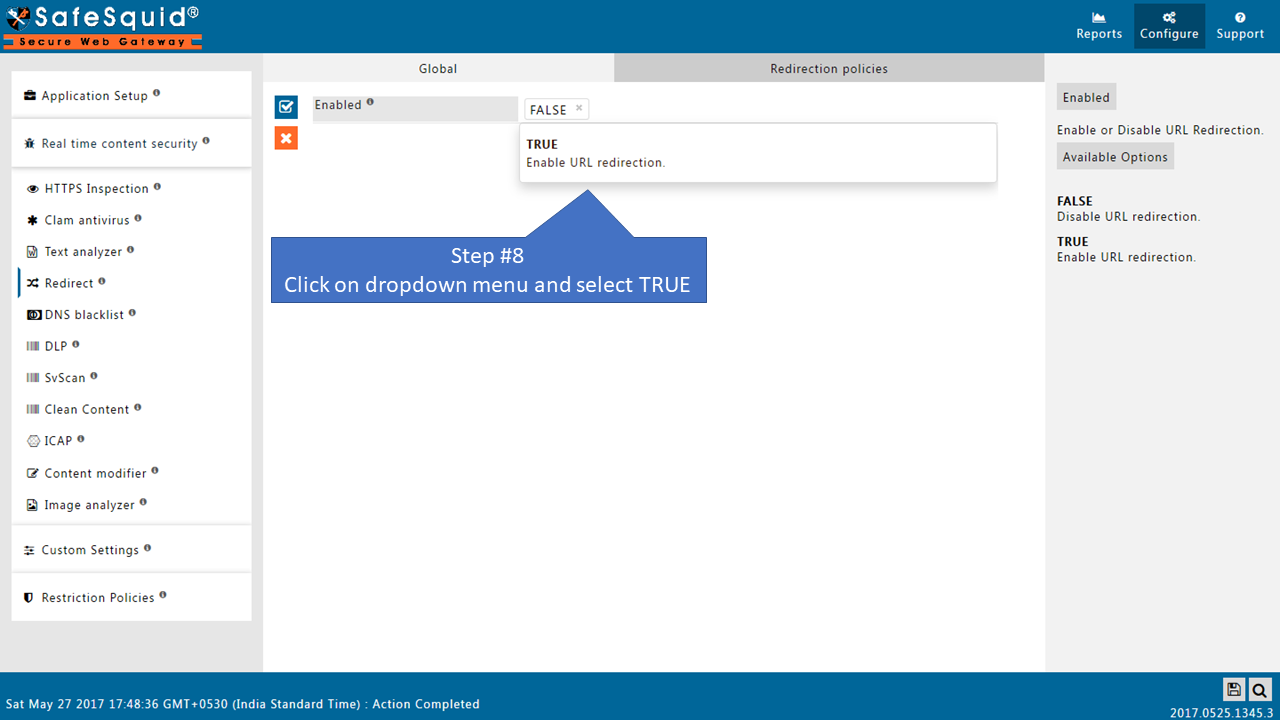 SafeSquid®
Secure Web Gateway
Reports
Configure
Support
Application Setup
Real time content security
HTTPS Inspection
Clam antivirus
Text analyzer
Redirect
DNS blacklist
DLP
SvScan
Clean Content
ICAP
Content modifier
Image analyzer
Custom Settings
Restriction Policies
Global
Redirection policies
Enabled
FALSE ×
TRUE
Enable URL redirection.
Step #8
Click on dropdown menu and select TRUE
Enabled
Enable or Disable URL Redirection.
Available Options
FALSE
Disable URL redirection.
TRUE
Enable URL redirection.
Sat May 27 2017 17:48:36 GMT+0530 (India Standard Time) : Action Completed
2017.0525.1345.3